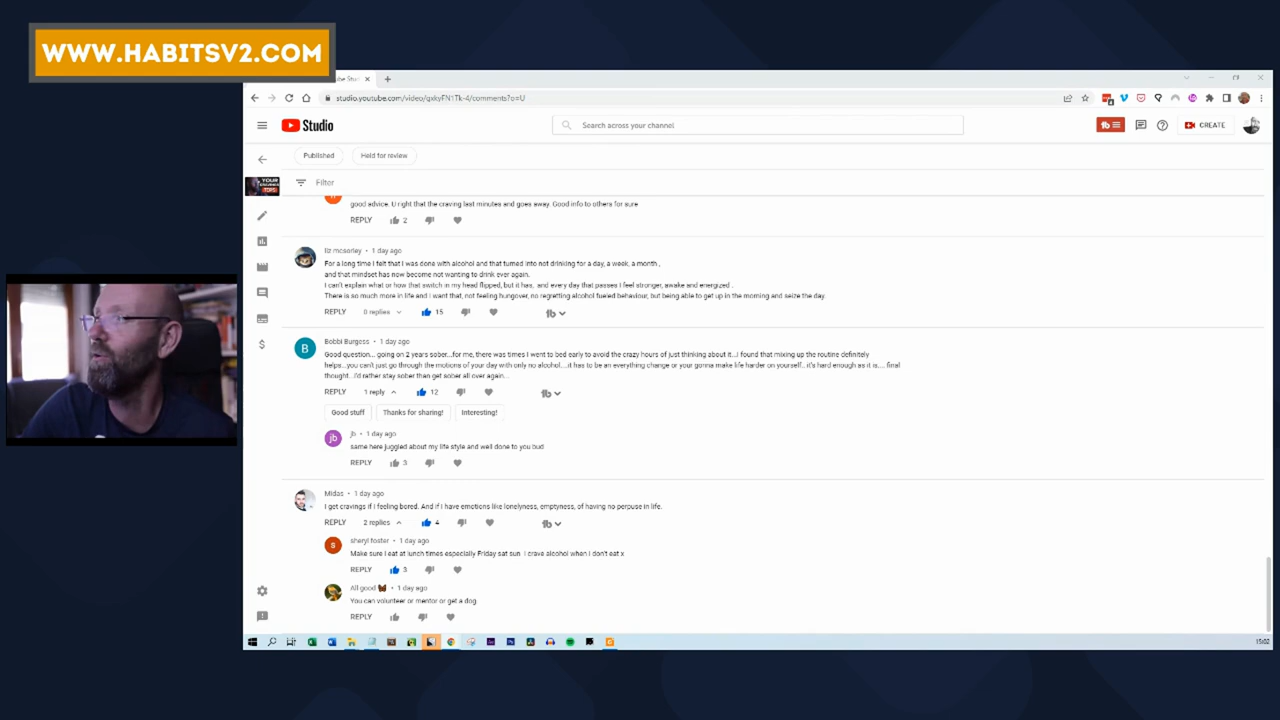 WWW.HABITSV2.COM
studio.youtube.com/video/gxkyFN1Tk-4/comments?o=U
Studio
Search across your channel
CREATE
Published
Held for review
Filter
good advice. U right that the craving last minutes and goes away. Good info to others for sure
REPLY 2
liz mcsorley • 1 day ago
For a long time I felt that I was done with alcohol and that turned into not drinking for a day, a week, a month ,
and that mindset has now become not wanting to drink ever again.
I can't explain what or how that switch in my head flipped, but it has, and every day that passes I feel stronger, awake and energized .
There is so much more in life and I want that, not feeling hungover, no regretting alcohol fueled behaviour, but being able to get up in the morning and seize the day.
REPLY 8 replies 15
B
Bobbi Burgess • 1 day ago
Good question... going on 2 years sober...for me, there was times I went to bed early to avoid the crazy hours of just thinking about it...I found that mixing up the routine definitely
helps...you can't just go through the motions of your day with only no alcohol....it has to be an everything change or your gonna make life harder on yourself.. it's hard enough as it is.... final
thought...i'd rather stay sober than get sober all over again...
REPLY 1 reply 12
Good stuff Thanks for sharing! Interesting!
jb
jb • 1 day ago
same here juggled about my life style and well done to you bud
REPLY 3
Midas • 1 day ago
I get cravings if I feeling bored. And if I have emotions like lonelyness, emptyness, of having no perpuse in life.
REPLY 2 replies 4
s
sheryl foster • 1 day ago
Make sure I eat at lunch times especially Friday sat sun I crave alcohol when I don't eat x
REPLY 3
All good • 1 day ago
You can volunteer or mentor or get a dog.
REPLY
15:02